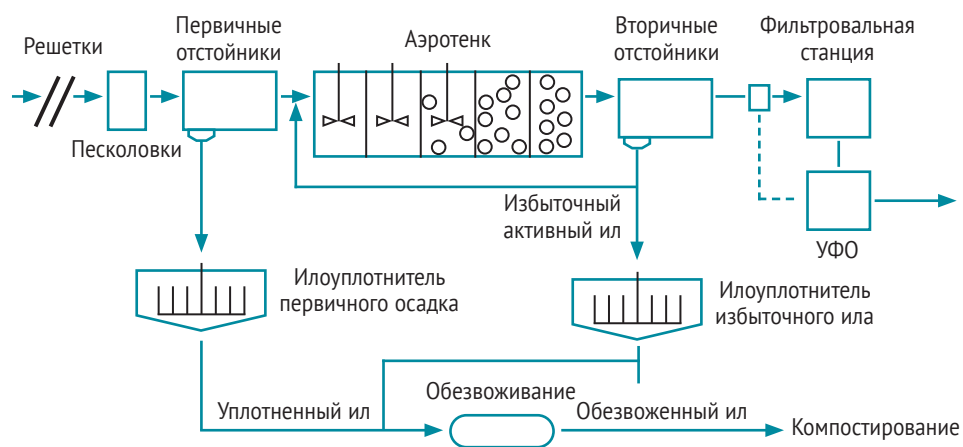 Решетки
Первичные
отстойники
Аэротенк
Вторичные
отстойники
Фильтровальная
станция
Песколовки
Избыточный
активный ил
УФО
Илоуплотнитель
первичного осадка
Илоуплотнитель
избыточного ила
Уплотненный ил
Обезвоживание
Обезвоженный ил
Компостирование